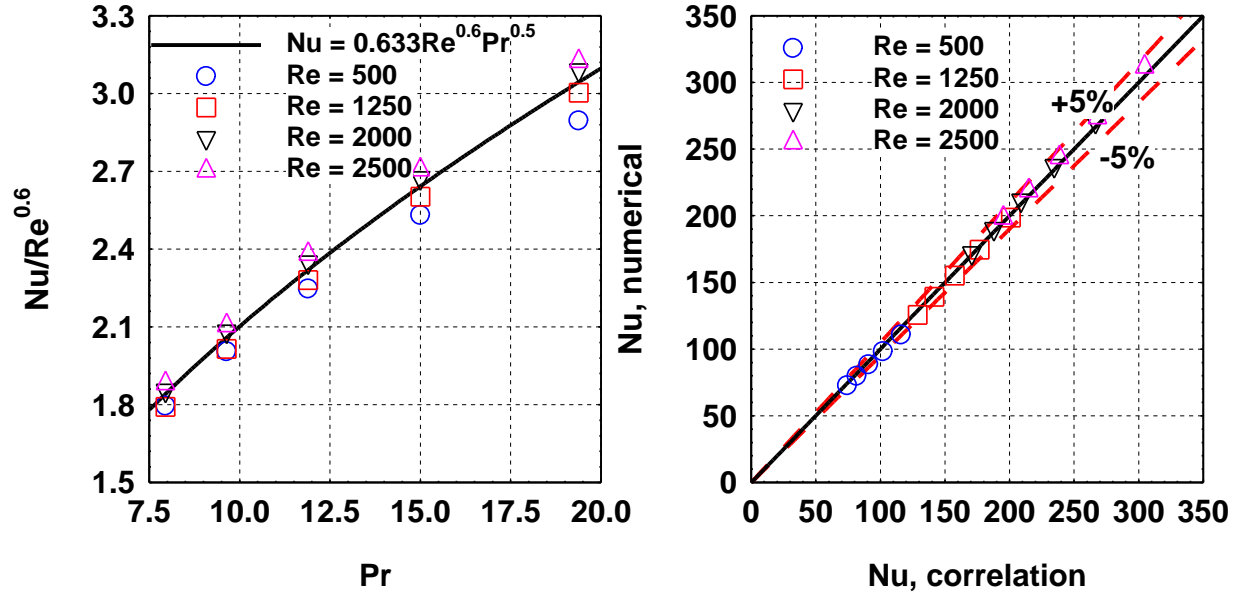 3.3
3.0
2.7
2.4
2.1
1.8
1.5
Nu/Re^0.6
Nu = 0.633Re^0.6Pr^0.5
Re = 500
Re = 1250
Re = 2000
Re = 2500
7.5 10.0 12.5 15.0 17.5 20.0
Pr
350
300
250
200
150
100
50
0
Nu, numerical
Re = 500
Re = 1250
Re = 2000
Re = 2500
+5%
-5%
0 50 100 150 200 250 300 350
Nu, correlation